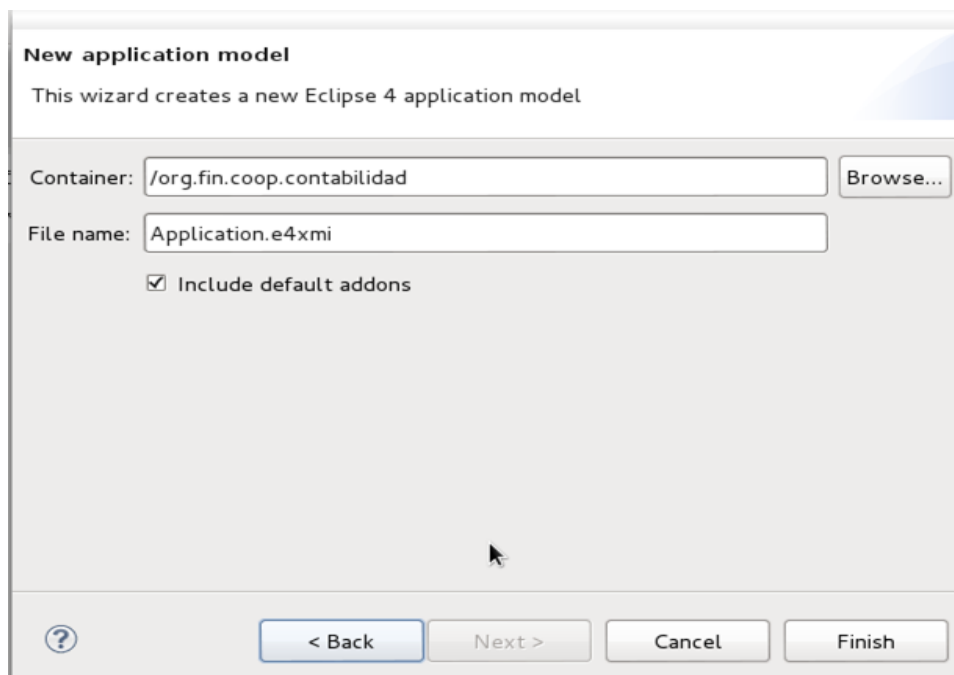 New application model
This wizard creates a new Eclipse 4 application model
Container: /org.fin.coop.contabilidad Browse...
File name: Application.e4xmi
Include default addons
? < Back Next > Cancel Finish